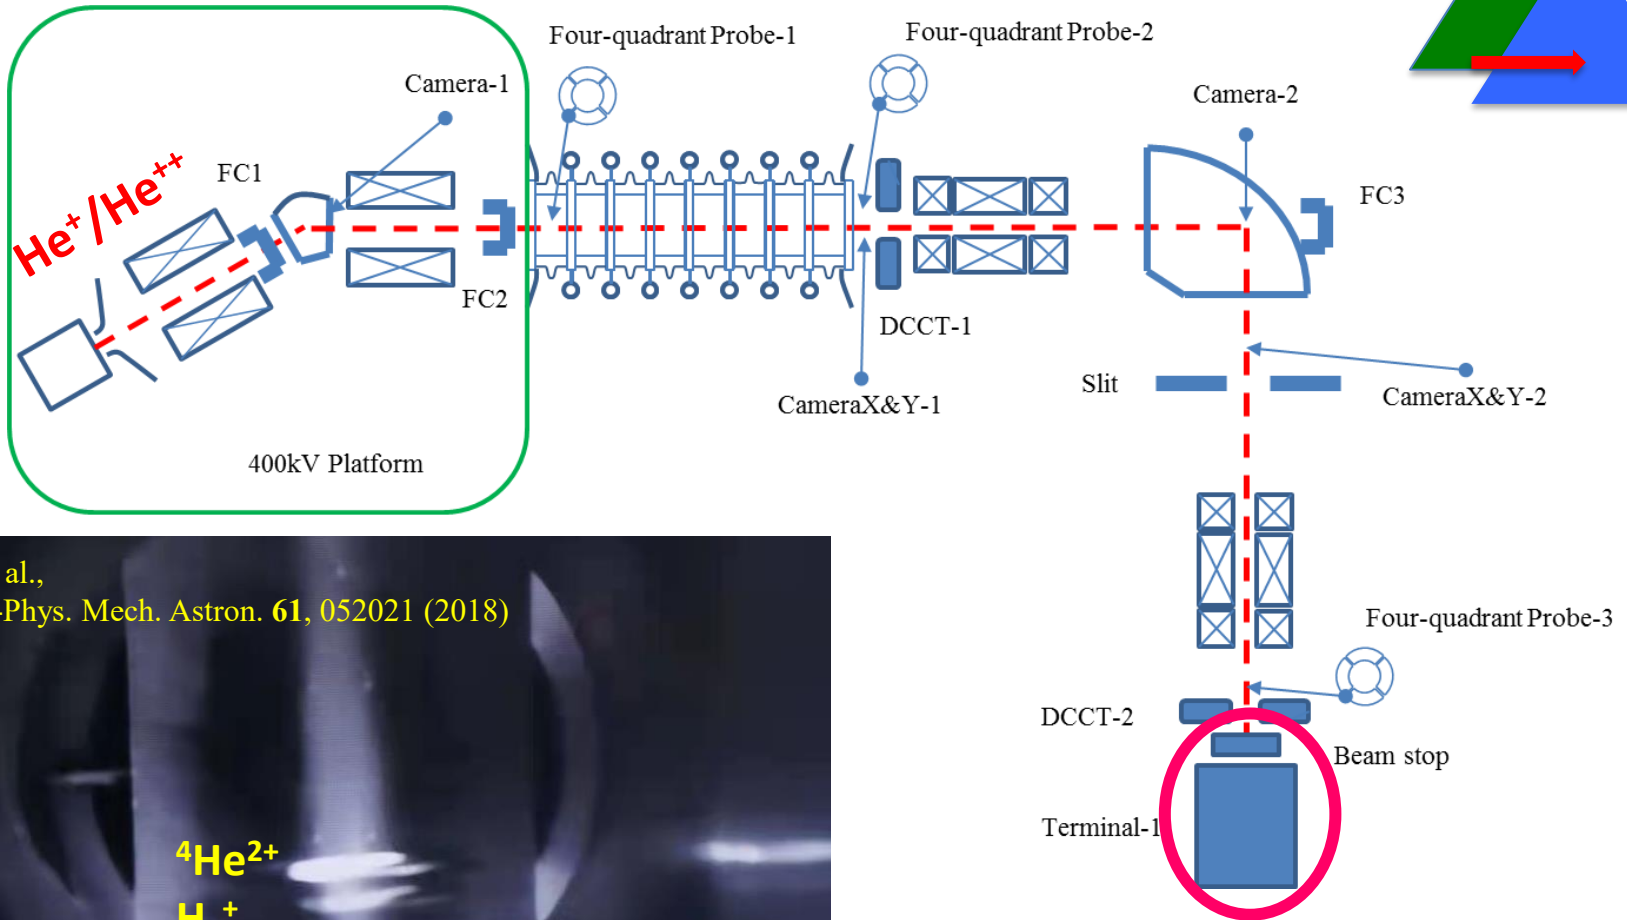 Four-quadrant Probe-1
Four-quadrant Probe-2
Camera-1
Camera-2
He⁺/He⁺⁺
FC1
FC3
FC2
DCCT-1
Slit
CameraX&Y-1
CameraX&Y-2
400kV Platform
al.,
-Phys. Mech. Astron. 61, 052021 (2018)
Four-quadrant Probe-3
DCCT-2
Beam stop
Terminal-1
⁴He²⁺